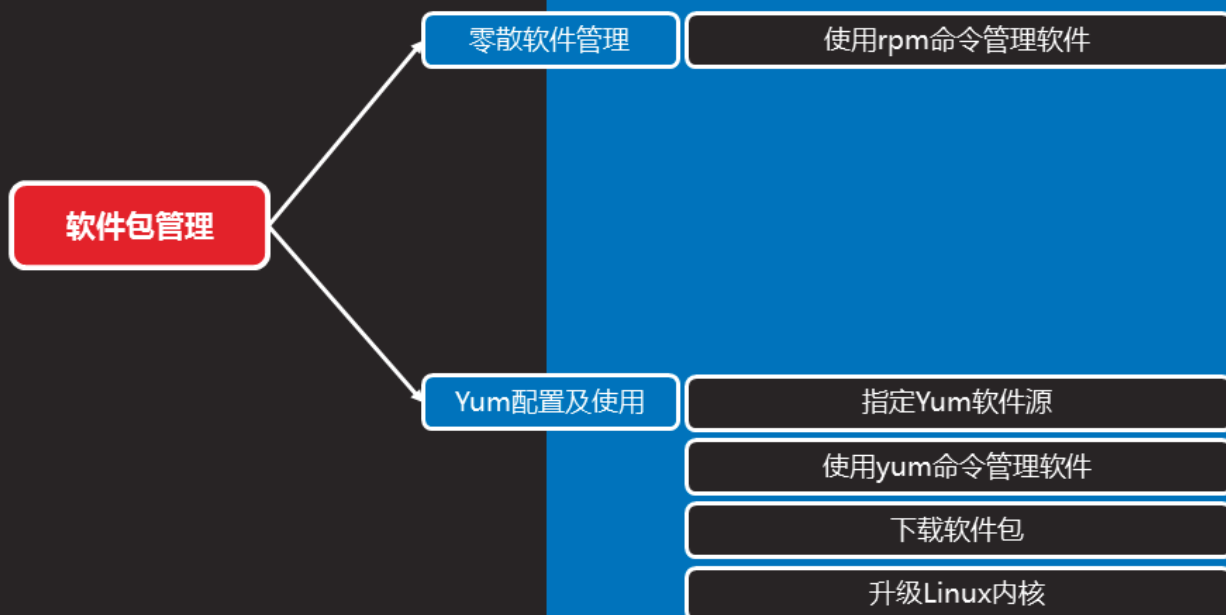 软件包管理
零散软件管理
使用rpm命令管理软件
Yum配置及使用
指定Yum软件源
使用yum命令管理软件
下载软件包
升级Linux内核